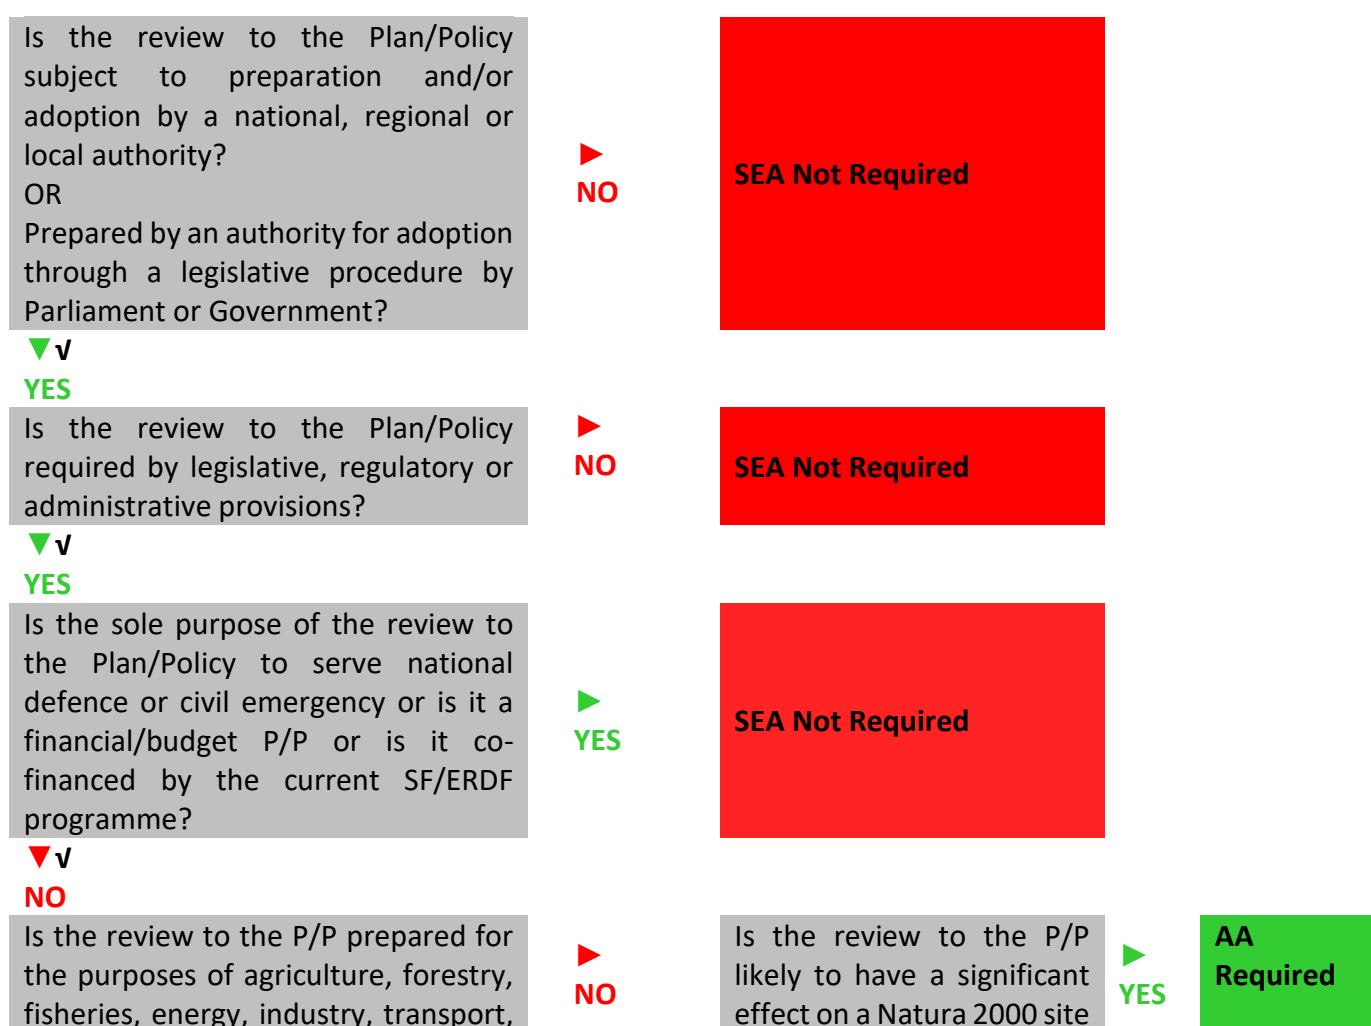 Is the review to the Plan/Policy
subject to preparation and/or
adoption by a national, regional or
local authority?
OR
Prepared by an authority for adoption
through a legislative procedure by
Parliament or Government?
►
NO
SEA Not Required
▼√
YES
Is the review to the Plan/Policy
required by legislative, regulatory or
administrative provisions?
►
NO
SEA Not Required
▼√
YES
Is the sole purpose of the review to
the Plan/Policy to serve national
defence or civil emergency or is it a
financial/budget P/P or is it co-
financed by the current SF/ERDF
programme?
►
YES
SEA Not Required
▼√
NO
Is the review to the P/P prepared for
the purposes of agriculture, forestry,
fisheries, energy, industry, transport,
►
NO
Is the review to the P/P
likely to have a significant
effect on a Natura 2000 site
►
YES
AA
Required